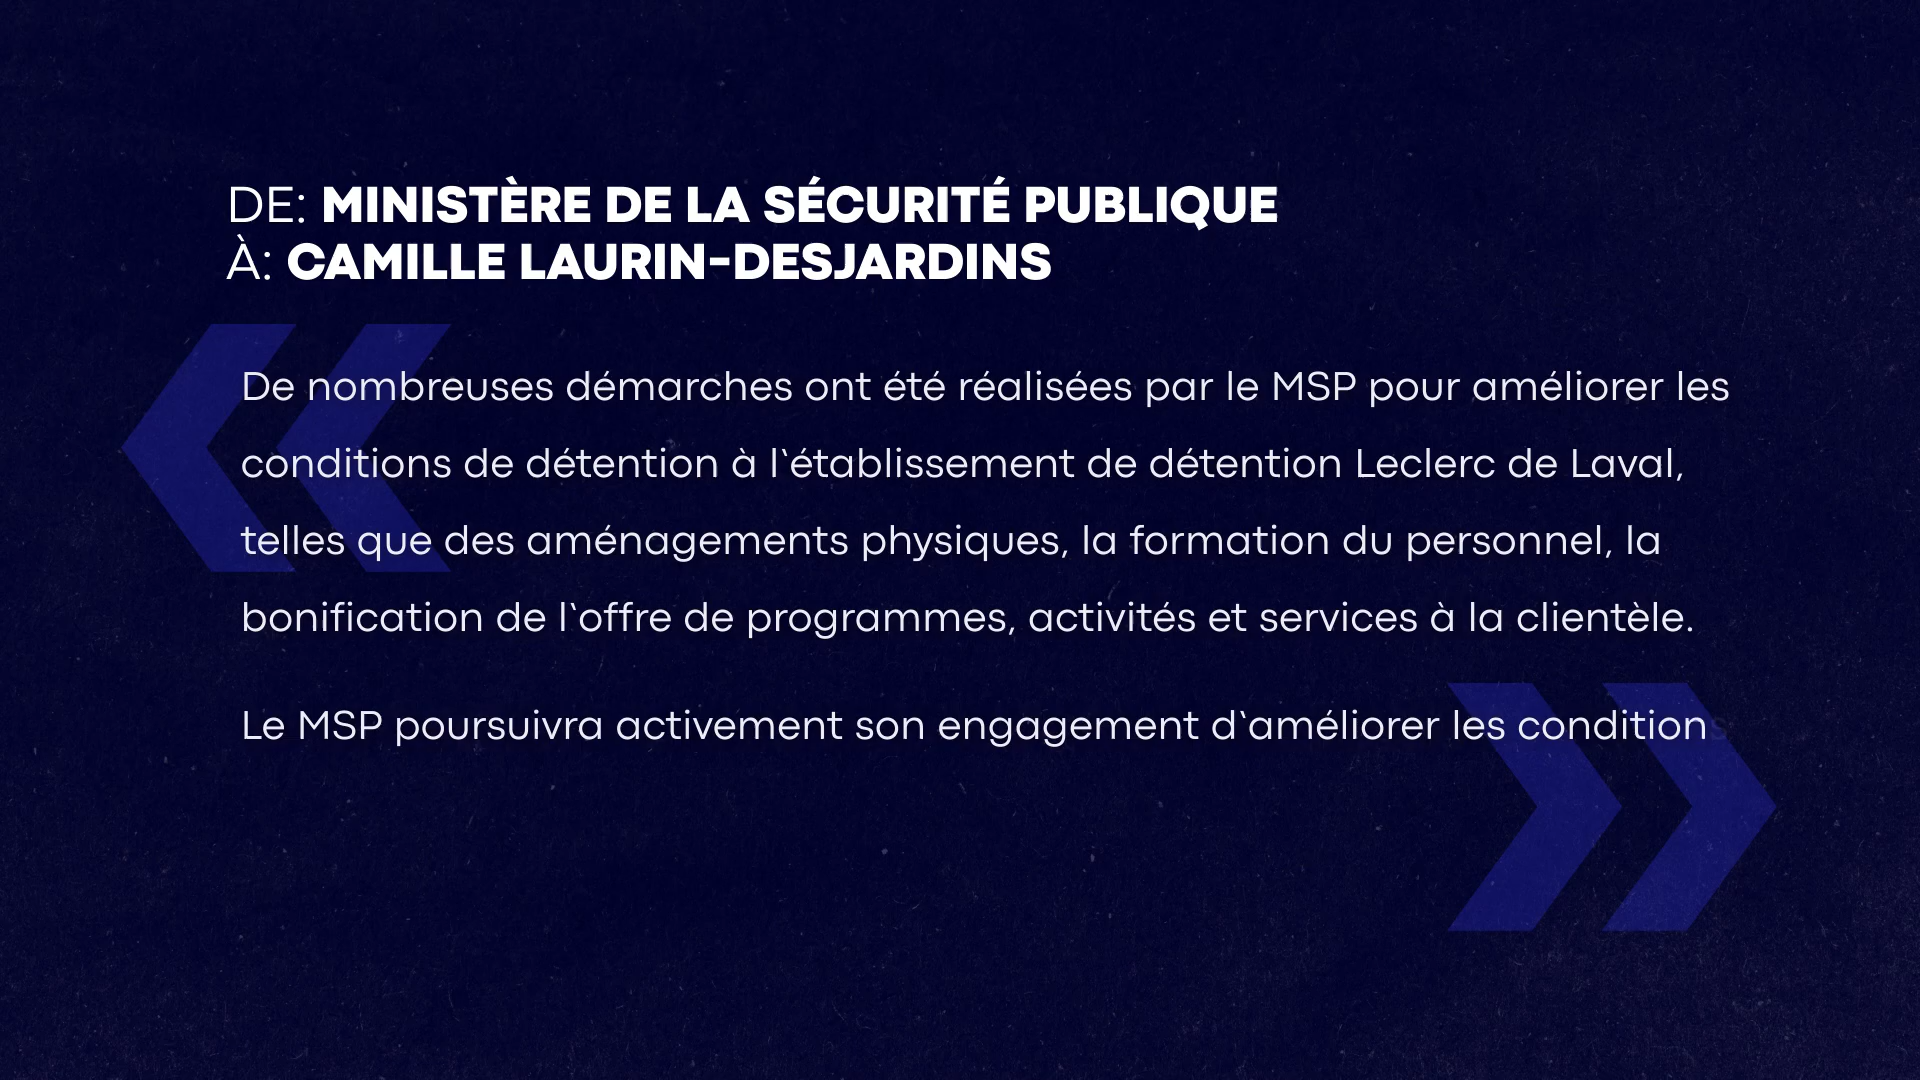 DE: MINISTÈRE DE LA SÉCURITÉ PUBLIQUE
À: CAMILLE LAURIN-DESJARDINS
De nombreuses démarches ont été réalisées par le MSP pour améliorer les
conditions de détention à l‵établissement de détention Leclerc de Laval,
telles que des aménagements physiques, la formation du personnel, la
bonification de l‵offre de programmes, activités et services à la clientèle.
Le MSP poursuivra activement son engagement d‵améliorer les conditions